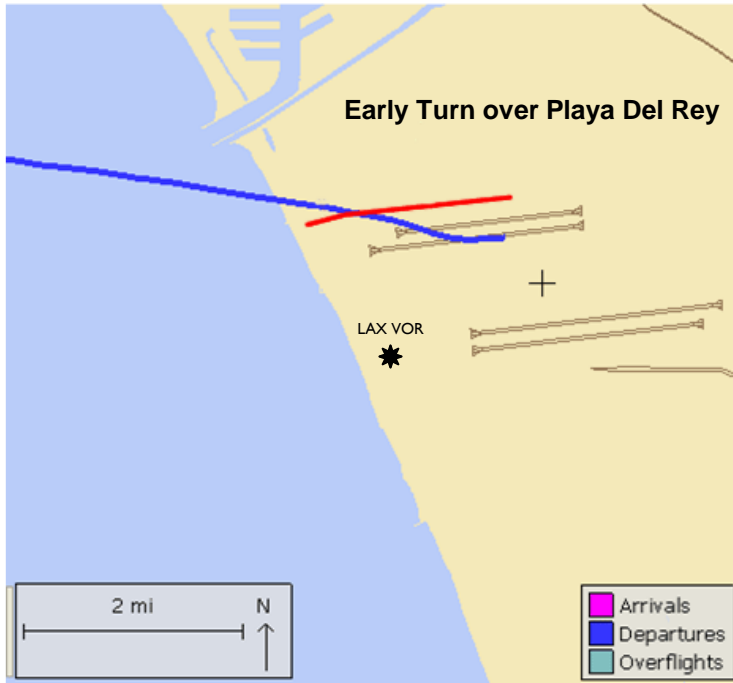 Early Turn over Playa Del Rey
LAX VOR
2 mi
N
Arrivals
Departures
Overflights